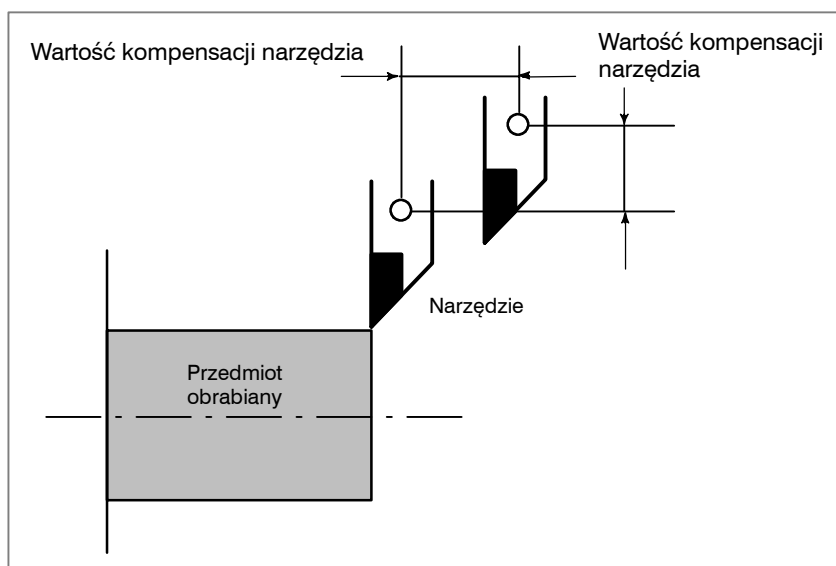 Wartość kompensacji narzędzia
Wartość kompensacji
narzędzia
Narzędzie
Przedmiot
obrabiany